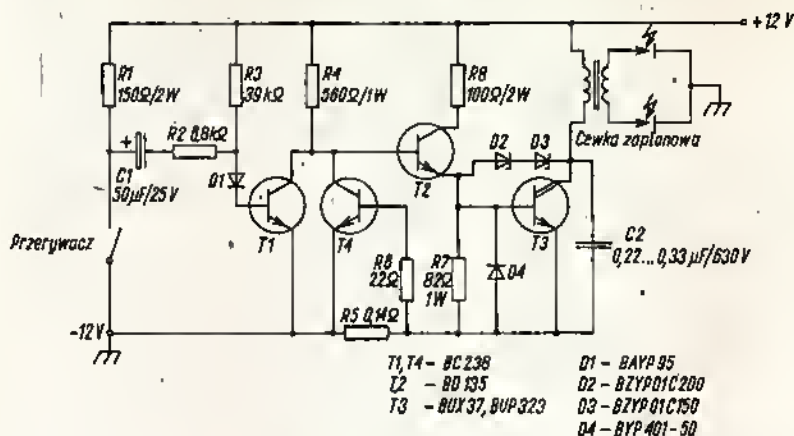 +12 V
R1
150Ω/2W
R3
39kΩ
R4
560Ω/1W
R8
100Ω/2W
+
R2 6,8kΩ
C1
50μF/25V
D1
T1
T4
T2
D2
D3
Cewka zapłonowa
T3
C2
0,22...0,33μF/630V
Przerywacz
R6
22Ω
R7
82Ω
1W
D4
R5 0,14Ω
-12V
T1,T4 - BC238
T2 - BD135
T3 - BUX37, BUP323
D1 - BAYP95
D2 - BZYP01C200
D3 - BZYP01C150
D4 - BYP401-50